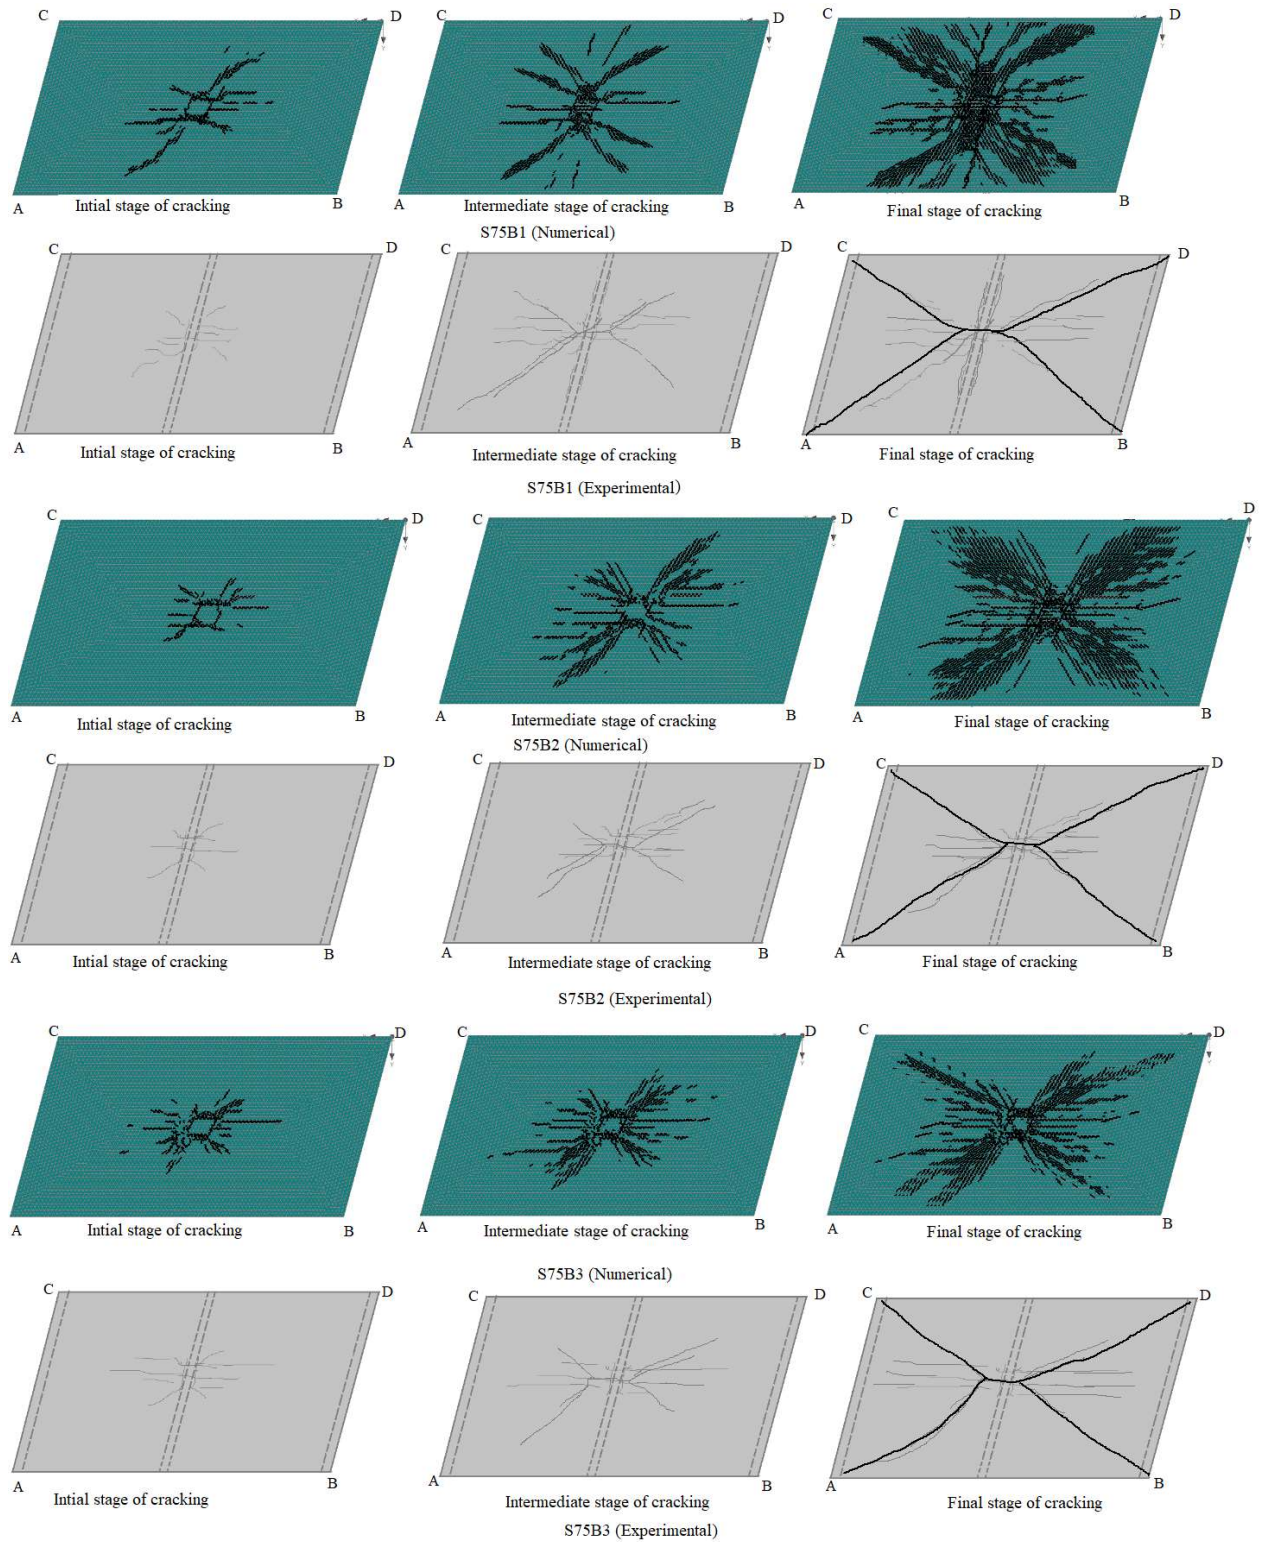 C D C D C D
A B A B A B
Intial stage of cracking Intermediate stage of cracking Final stage of cracking
S75B1 (Numerical)
C D C D C D
A B A B A B
Intial stage of cracking Intermediate stage of cracking Final stage of cracking
S75B1 (Experimental)
C D C D C D
A B A B A B
Intial stage of cracking Intermediate stage of cracking Final stage of cracking
S75B2 (Numerical)
C D C D C D
A B A B A B
Intial stage of cracking Intermediate stage of cracking Final stage of cracking
S75B2 (Experimental)
C D C D C D
A B A B A B
Intial stage of cracking Intermediate stage of cracking Final stage of cracking
S75B3 (Numerical)
C D C D C D
A B A B A B
Intial stage of cracking Intermediate stage of cracking Final stage of cracking
S75B3 (Experimental)